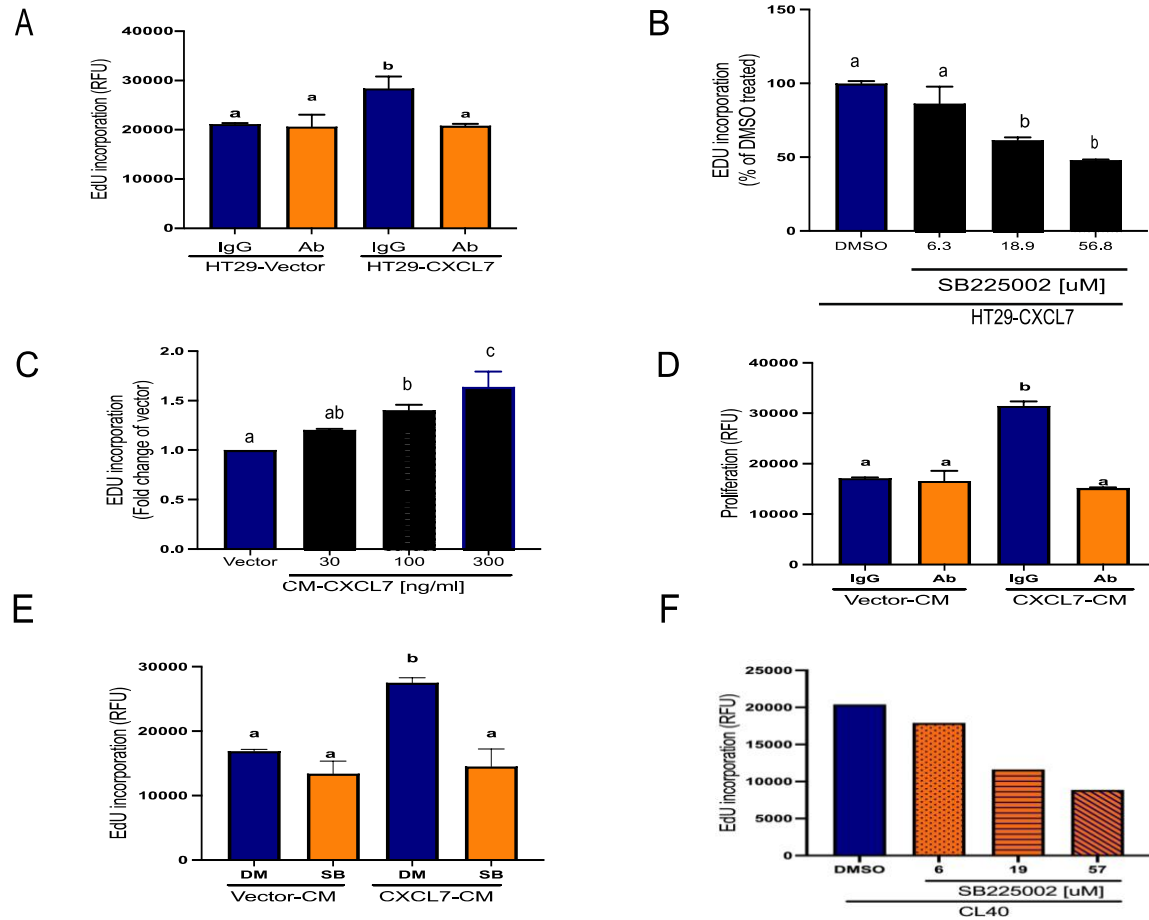 A
EdU incorporation (RFU)
40000
30000
20000
10000
0
a
a
b
a
IgG Ab IgG Ab
HT29-Vector HT29-CXCL7
B
EDU incorporation
(% of DMSO treated)
150
100
50
0
a
a
b
b
DMSO 6.3 18.9 56.8
SB225002 [uM]
HT29-CXCL7
C
EDU incorporation
(Fold change of vector)
2.0
1.5
1.0
0.5
0.0
a
ab
b
c
Vector 30 100 300
CM-CXCL7 [ng/ml]
D
Proliferation (RFU)
40000
30000
20000
10000
0
a
a
b
a
IgG Ab IgG Ab
Vector-CM CXCL7-CM
E
EdU incorporation (RFU)
30000
20000
10000
0
a
a
b
a
DM SB DM SB
Vector-CM CXCL7-CM
F
EdU incorporation (RFU)
25000
20000
15000
10000
5000
0
DMSO 6 19 57
SB225002 [uM]
CL40